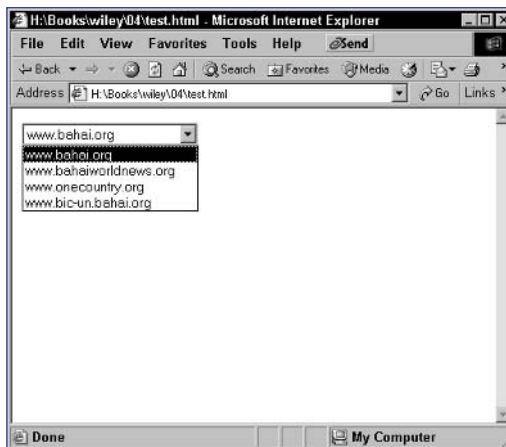 H:\Books\wiley\04\test.html - Microsoft Internet Explorer
File Edit View Favorites Tools Help Send
Back Search Favorites Media
Address H:\Books\wiley\04\test.html Go Links
www.bahai.org
www.bahai.org
www.bahaiworldnews.org
www.onecountry.org
www.bic-un.bahai.org
Done My Computer